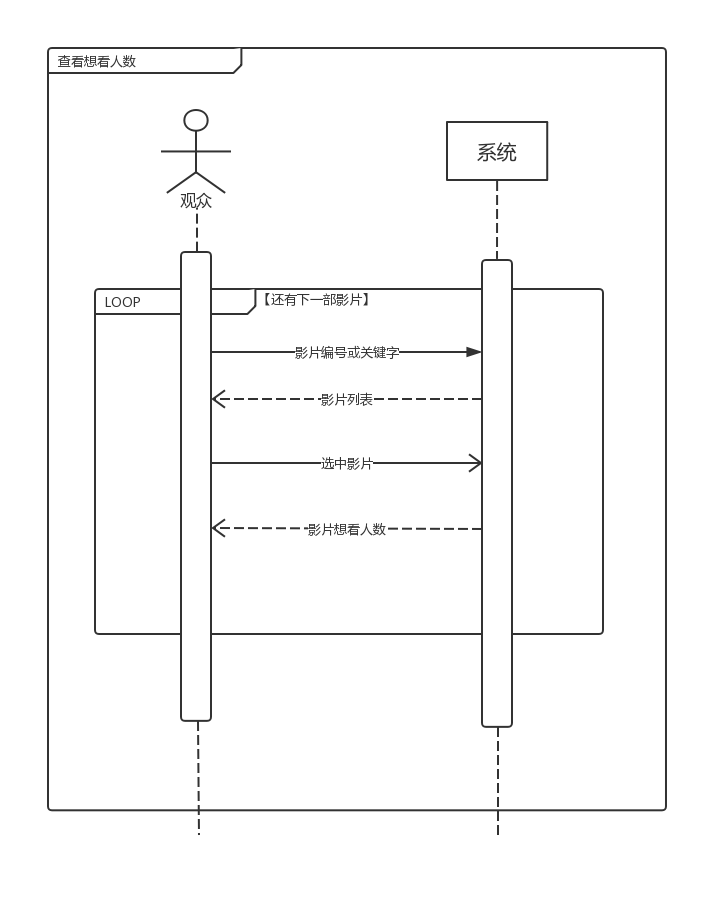 查看想看人数
系统
观众
LOOP
【还有下一部影片】
影片编号或关键字
影片列表
选中影片
影片想看人数